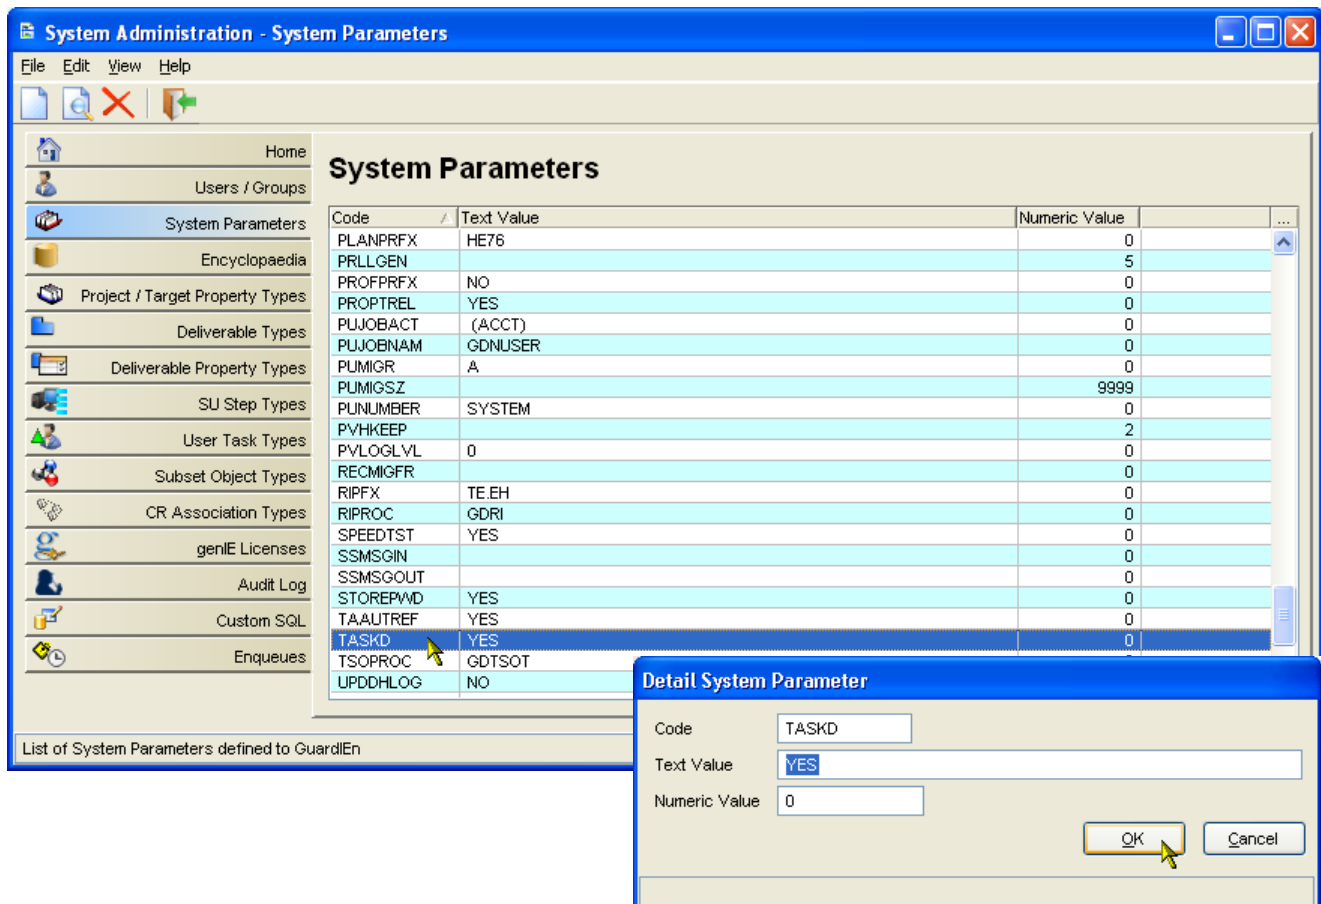 System Administration - System Parameters
File Edit View Help
Home
Users / Groups
System Parameters
Encyclopaedia
Project / Target Property Types
Deliverable Types
Deliverable Property Types
SU Step Types
User Task Types
Subset Object Types
CR Association Types
genIE Licenses
Audit Log
Custom SQL
Enqueues
System Parameters
Code Text Value Numeric Value ...
PLANPRFX HE76 0
PRLLGEN 5
PROFPRFX NO 0
PROPTREL YES 0
PUJOBACT (ACCT) 0
PUJOBNAM GDNUSER 0
PUMIGR A 0
PUMIGSZ 9999
PUNUMBER SYSTEM 0
PVHKEEP 2
PVLOGLVL 0 0
RECMIGFR 0
RIPFX TE.EH 0
RIPROC GDRI 0
SPEEDTST YES 0
SSMSGIN 0
SSMSGOUT 0
STOREPWD YES 0
TAAUTREF YES 0
TASKD YES 0
TSOPROC GDTSOT
UPDDHLOG NO
List of System Parameters defined to GuardIEn
Detail System Parameter
Code TASKD
Text Value YES
Numeric Value 0
OK Cancel